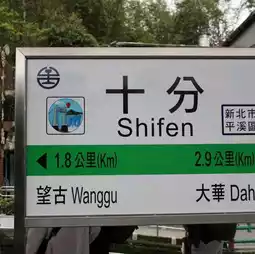 十分
Shifen
新北市
平溪區
1.8公里(Km) 2.9公里(Km)
望古 Wanggu 大華 Dah